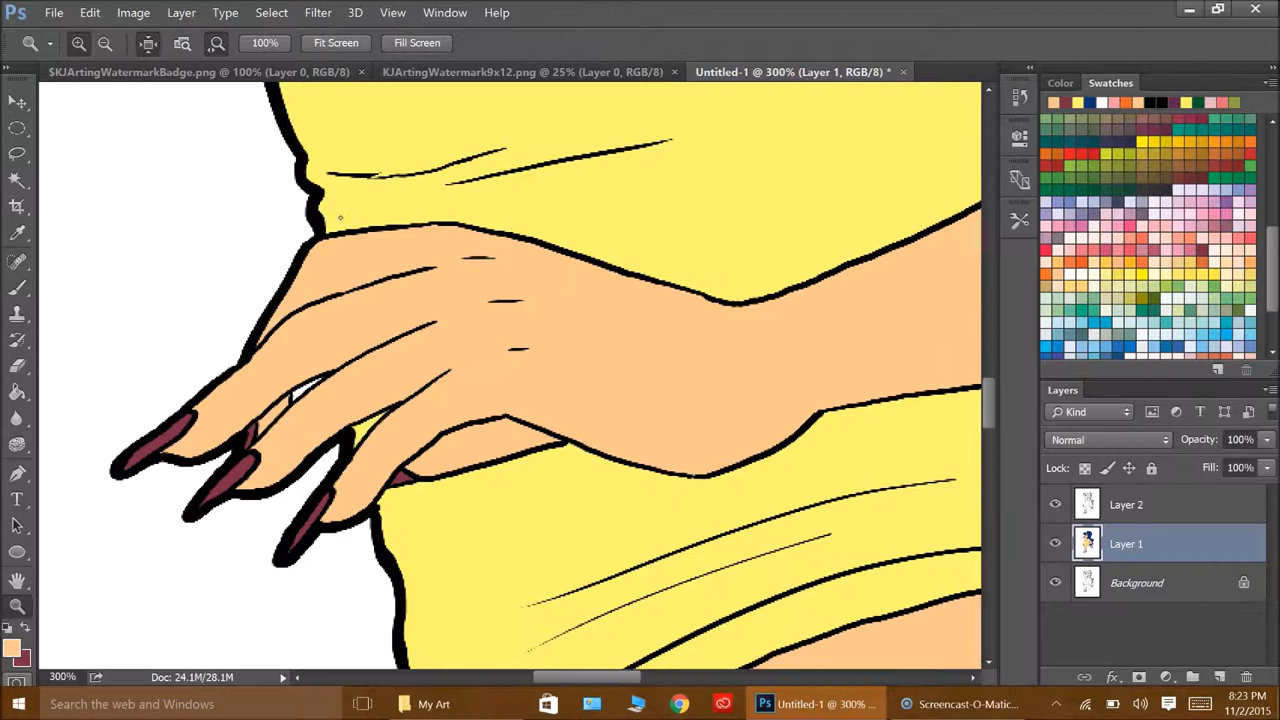 Ps File Edit Image Layer Type Select Filter 3D View Window Help
100% Fit Screen Fill Screen
$KJArtingWatermarkBadge.png @ 100% (Layer 0, RGB/8) × KJArtingWatermark9x12.png @ 25% (Layer 0, RGB/8) × Untitled-1 @ 300% (Layer 1, RGB/8) * ×
Color Swatches
Layers
Kind
Normal Opacity: 100%
Lock: Fill: 100%
Layer 2
Layer 1
Background
300% Doc: 24.1M/28.1M
Search the web and Windows My Art Ps Untitled-1 @ 300% ... Screencast-O-Matic... 8:23 PM
11/2/2015